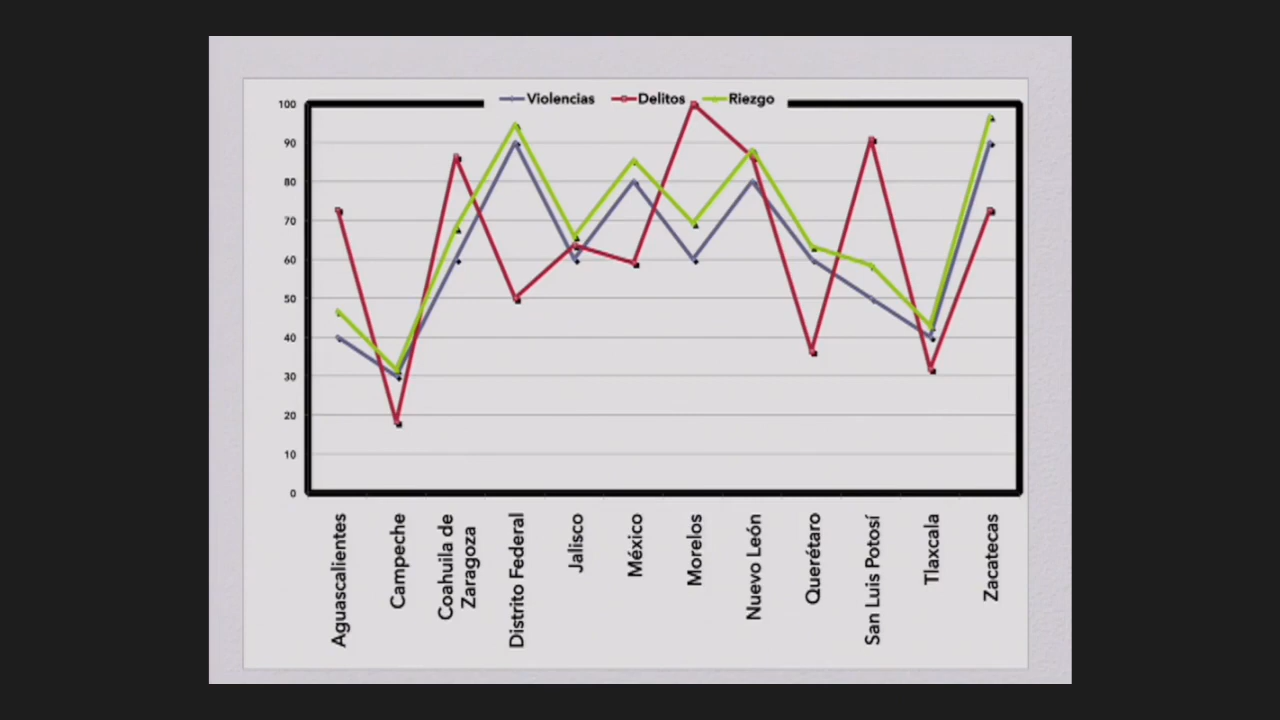 Violencias Delitos Riezgo
100
90
80
70
60
50
40
30
20
10
0
Aguascalientes
Campeche
Coahuila de
Zaragoza
Distrito Federal
Jalisco
México
Morelos
Nuevo León
Querétaro
San Luis Potosí
Tlaxcala
Zacatecas